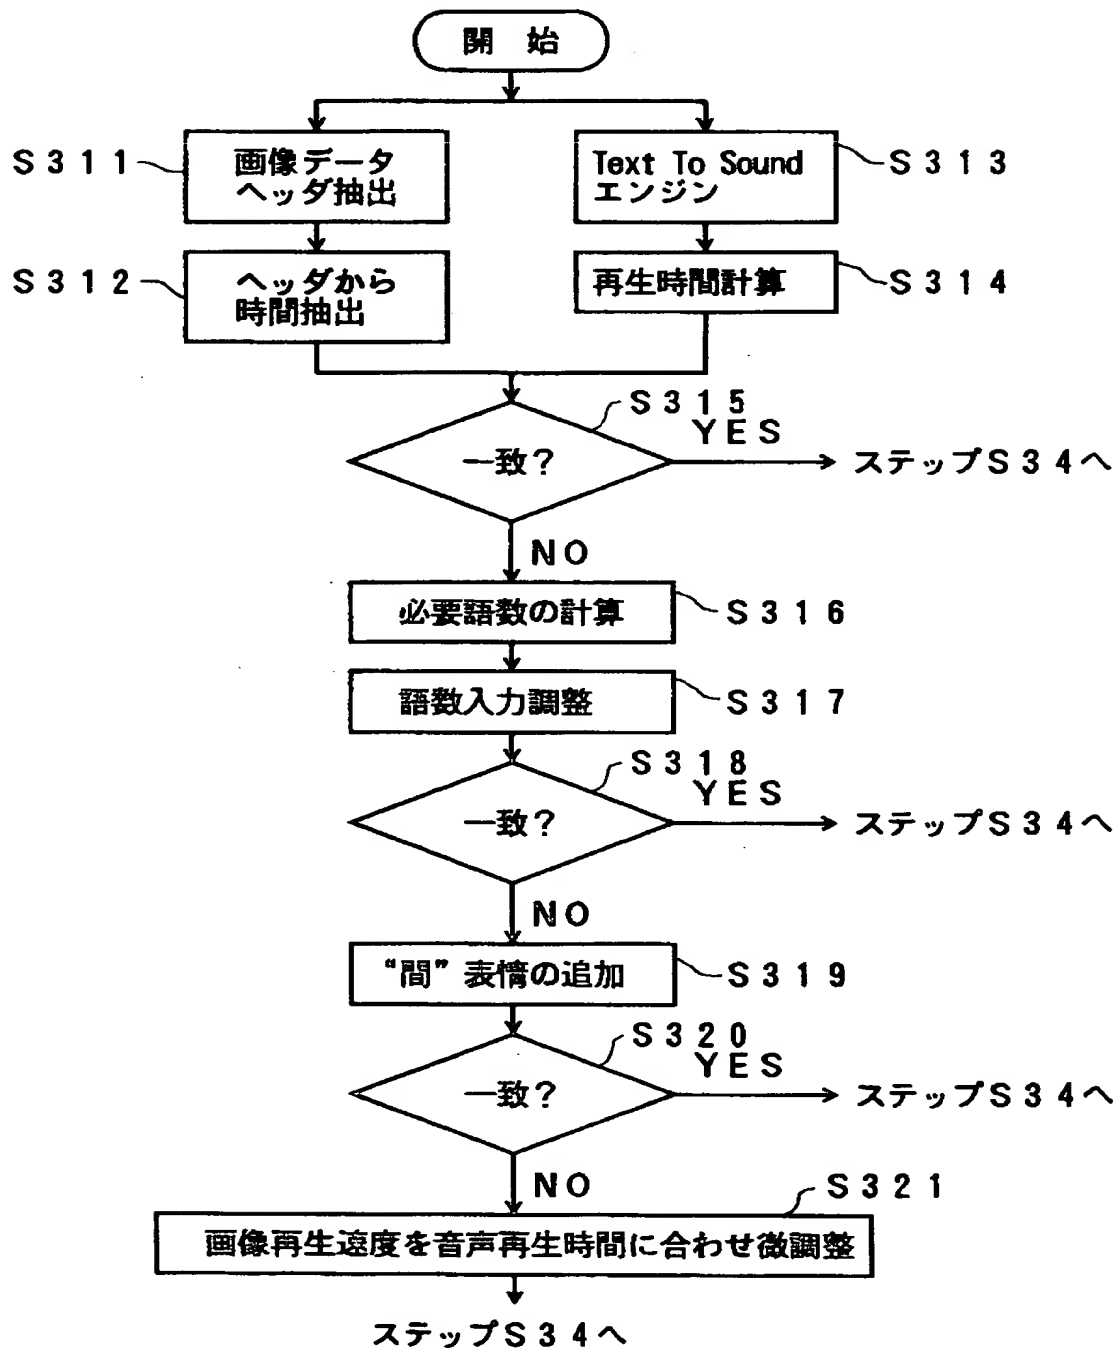 開 始
S311
画像データ
ヘッダ抽出
Text To Sound
エンジン
S313
S312
ヘッダから
時間抽出
再生時間計算
S314
S315
YES
一致?
ステップS34へ
NO
必要語数の計算
S316
語数入力調整
S317
S318
YES
一致?
ステップS34へ
NO
“間”表情の追加
S319
S320
YES
一致?
ステップS34へ
NO
S321
画像再生速度を音声再生時間に合わせ微調整
ステップS34へ